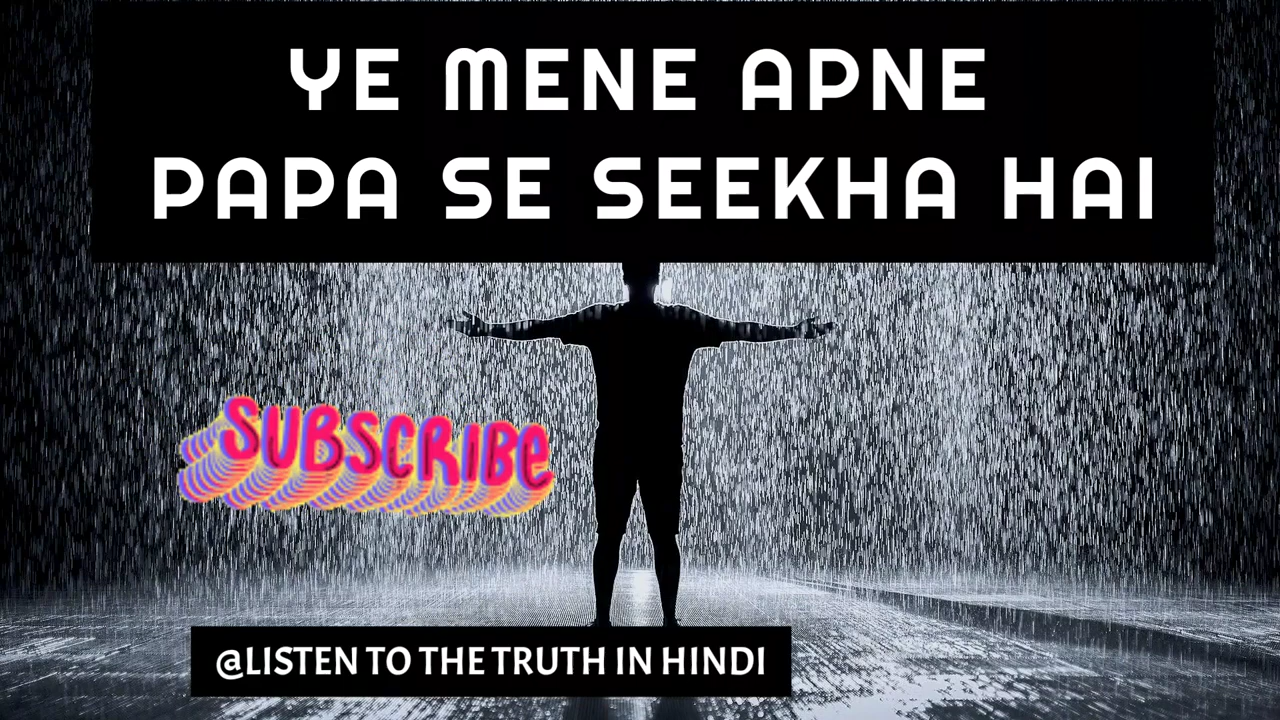 YE MENE APNE
PAPA SE SEEKHA HAI
SUBSCRIBE
@LISTEN TO THE TRUTH IN HINDI